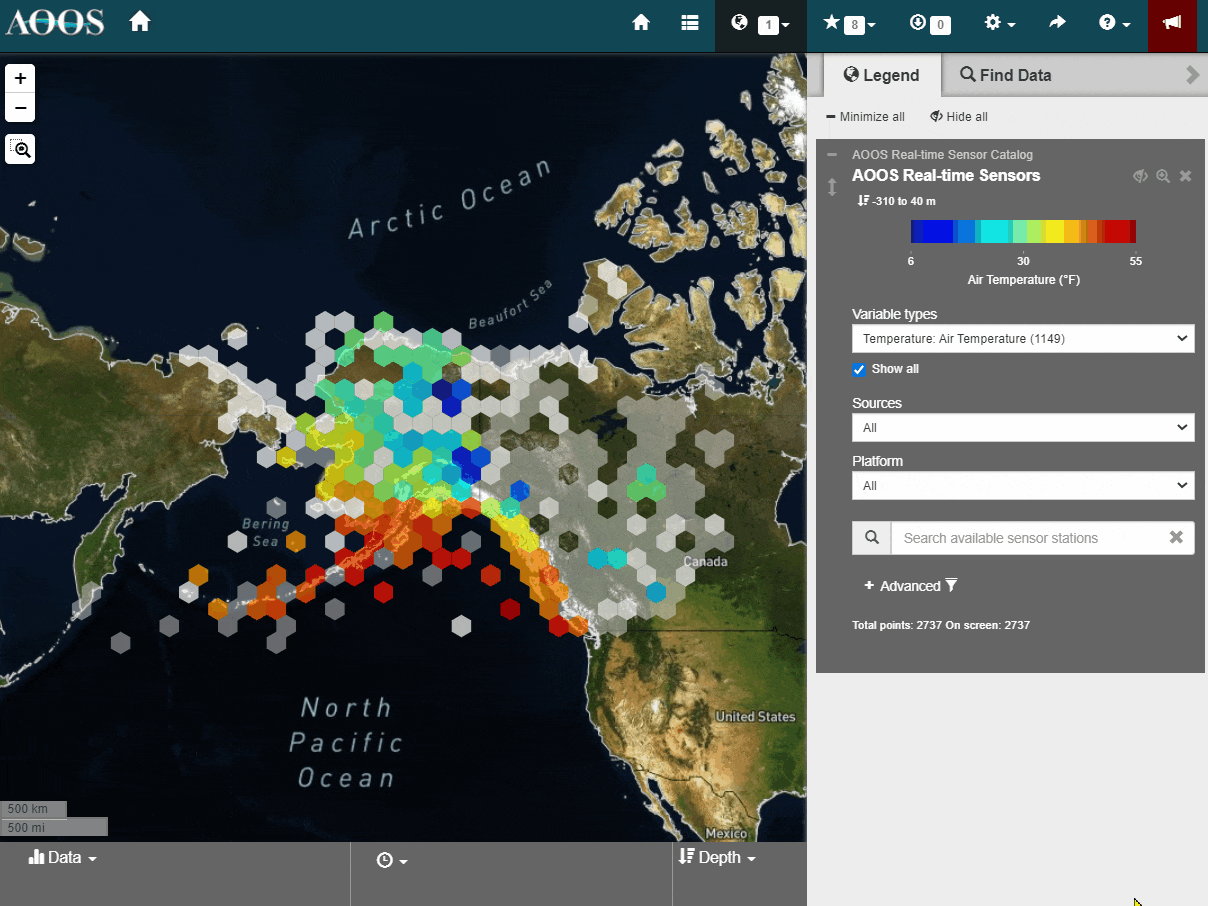 AOOS
1
8
0
+
−
Arctic Ocean
Beaufort Sea
Bering
Sea
Canada
North
Pacific
Ocean
United States
Mexico
500 km
500 mi
Data
Depth
Legend
Find Data
Minimize all
Hide all
AOOS Real-time Sensor Catalog
AOOS Real-time Sensors
-310 to 40 m
6 30 55
Air Temperature (°F)
Variable types
Temperature: Air Temperature (1149)
Show all
Sources
All
Platform
All
Search available sensor stations
+ Advanced
Total points: 2737 On screen: 2737